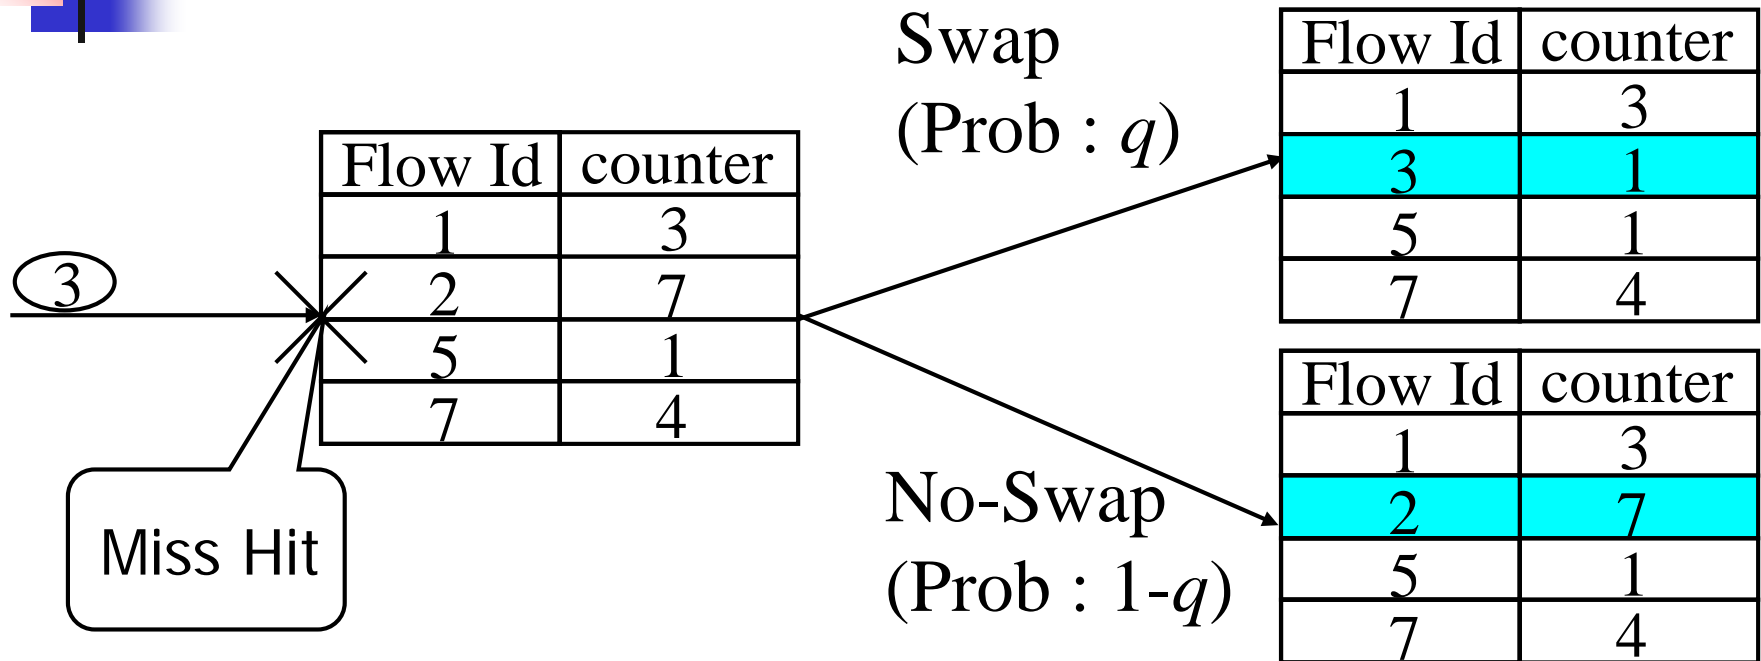 3
Miss Hit
Flow Id counter
1 3
2 7
5 1
7 4
Swap
(Prob : q)
Flow Id counter
1 3
3 1
5 1
7 4
No-Swap
(Prob : 1-q)
Flow Id counter
1 3
2 7
5 1
7 4